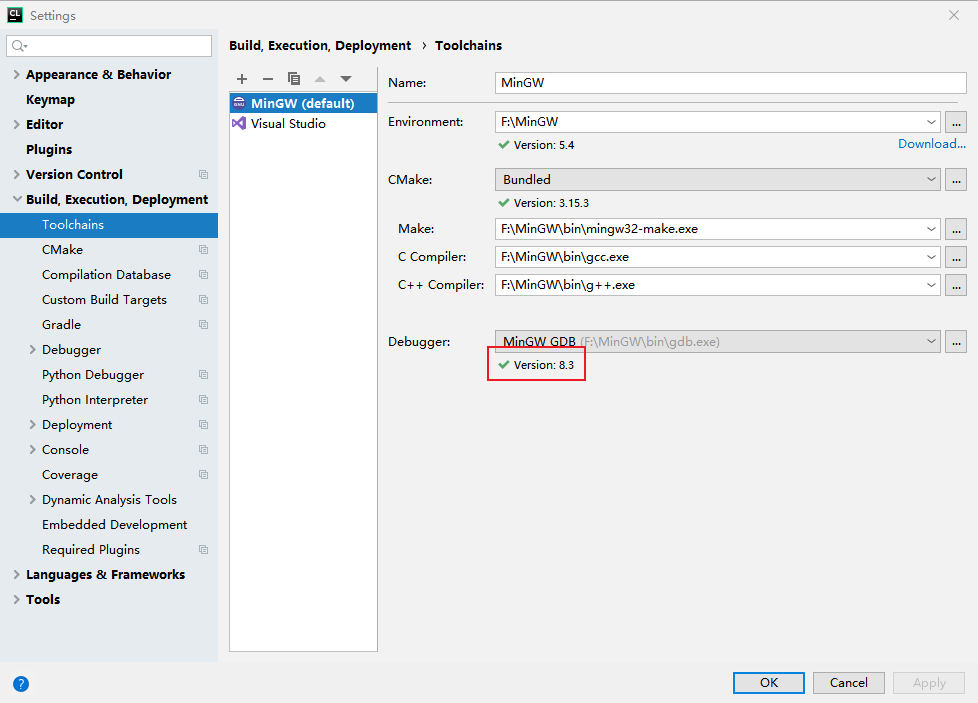 CL Settings
Appearance & Behavior
Keymap
Editor
Plugins
Version Control
Build, Execution, Deployment
Toolchains
CMake
Compilation Database
Custom Build Targets
Gradle
Debugger
Python Debugger
Python Interpreter
Deployment
Console
Coverage
Dynamic Analysis Tools
Embedded Development
Required Plugins
Languages & Frameworks
Tools
?
Build, Execution, Deployment › Toolchains
MinGW (default)
Visual Studio
Name: MinGW
Environment: F:\MinGW ...
Version: 5.4 Download...
CMake: Bundled ...
Version: 3.15.3
Make: F:\MinGW\bin\mingw32-make.exe ...
C Compiler: F:\MinGW\bin\gcc.exe ...
C++ Compiler: F:\MinGW\bin\g++.exe ...
Debugger: MinGW GDB (F:\MinGW\bin\gdb.exe) ...
Version: 8.3
OK Cancel Apply